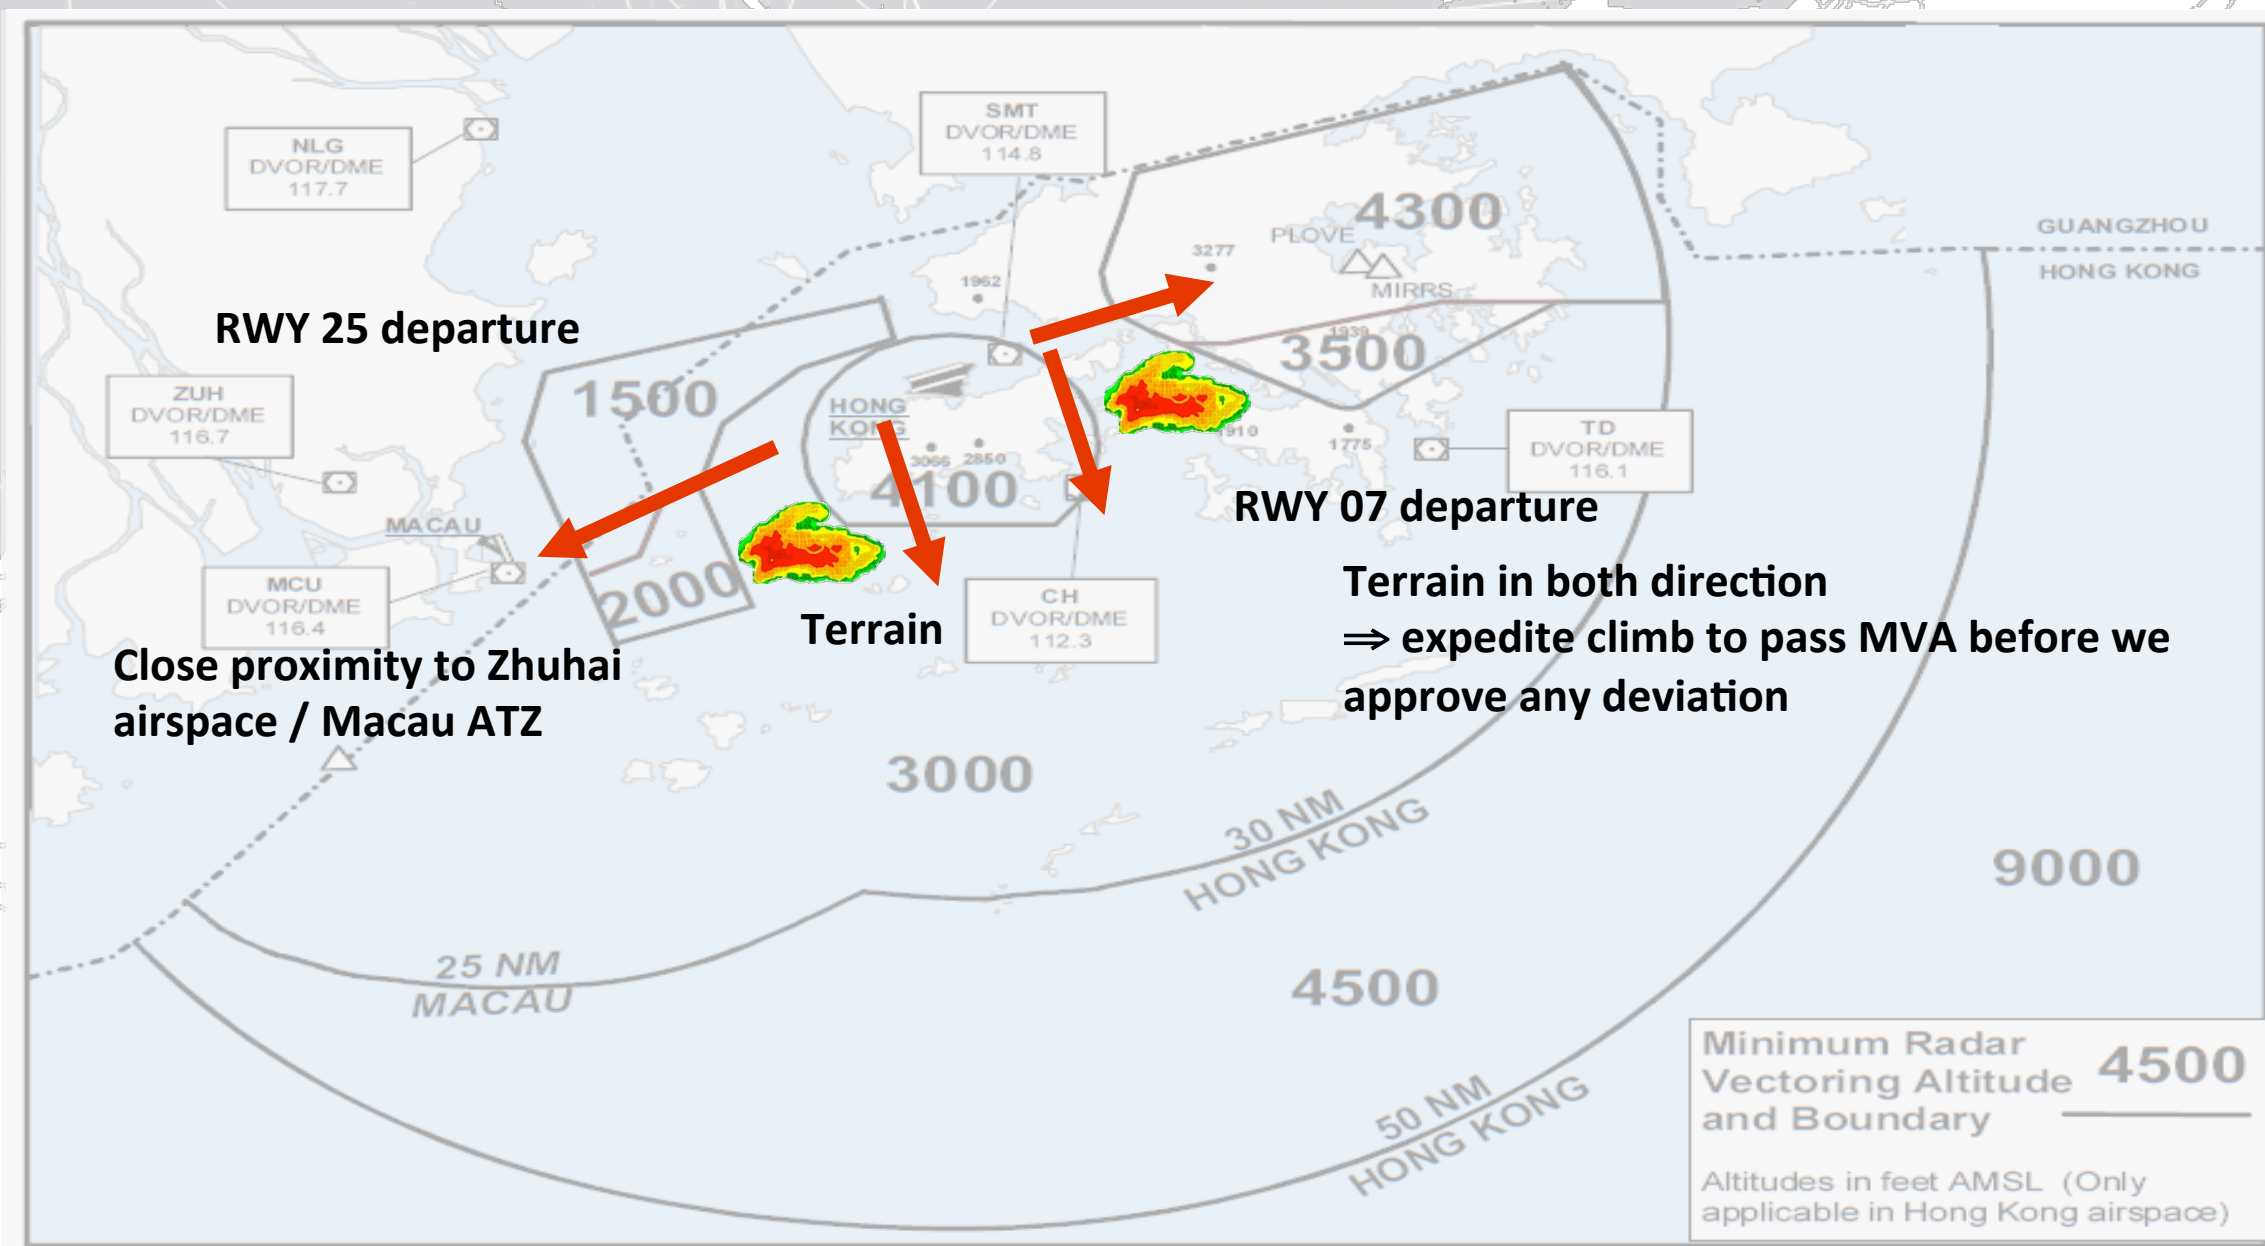 SMT
DVOR/DME
114.8
NLG
DVOR/DME
117.7
4300
PLOVE
3277
MIRRS
GUANGZHOU
HONG KONG
1962
RWY 25 departure
1939
3500
ZUH
DVOR/DME
116.7
1500
HONG
KONG
3066
2850
4100
1910
1775
TD
DVOR/DME
116.1
RWY 07 departure
MACAU
MCU
DVOR/DME
116.4
2000
Terrain
CH
DVOR/DME
112.3
Terrain in both direction
⇒ expedite climb to pass MVA before we
approve any deviation
Close proximity to Zhuhai
airspace / Macau ATZ
3000
30 NM
HONG KONG
9000
25 NM
MACAU
4500
50 NM
HONG KONG
Minimum Radar
Vectoring Altitude
and Boundary
4500
Altitudes in feet AMSL (Only
applicable in Hong Kong airspace)